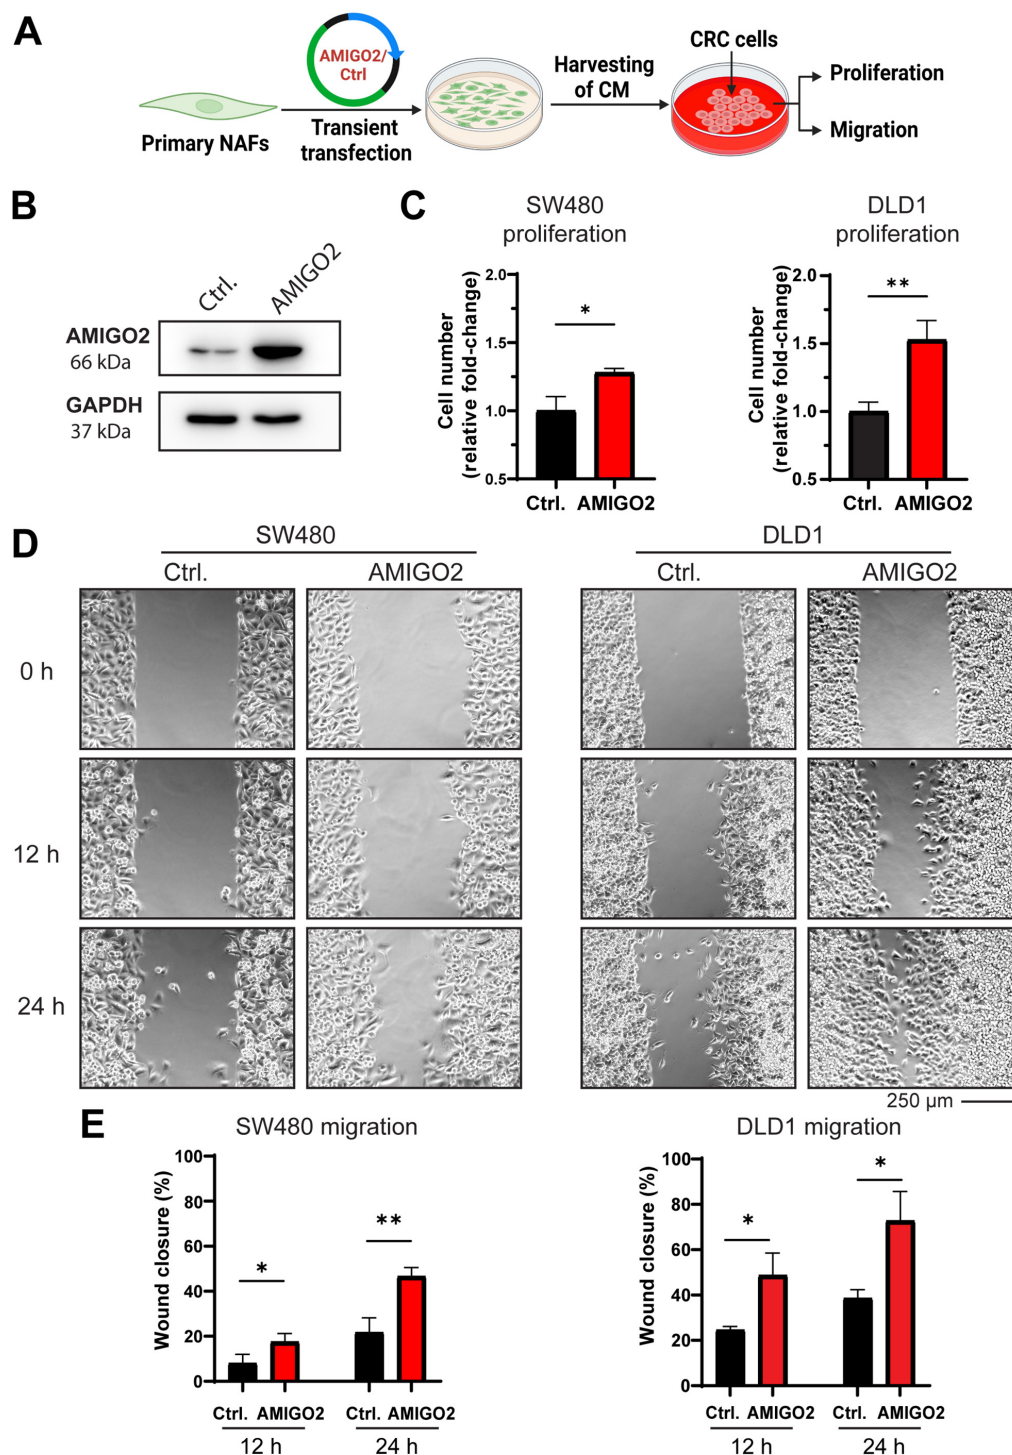 A
AMIGO2/
Ctrl
Primary NAFs
Transient
transfection
Harvesting
of CM
CRC cells
Proliferation
Migration
B
Ctrl.
AMIGO2
AMIGO2
66 kDa
GAPDH
37 kDa
C
SW480
proliferation
Cell number
(relative fold-change)
2.0
1.5
1.0
0.5
*
Ctrl. AMIGO2
DLD1
proliferation
Cell number
(relative fold-change)
2.0
1.5
1.0
0.5
**
Ctrl. AMIGO2
D
SW480
DLD1
Ctrl.
AMIGO2
Ctrl.
AMIGO2
0 h
12 h
24 h
250 µm
E
SW480 migration
Wound closure (%)
100
80
60
40
20
0
*
**
Ctrl. AMIGO2
Ctrl. AMIGO2
12 h
24 h
DLD1 migration
Wound closure (%)
100
80
60
40
20
0
*
*
Ctrl. AMIGO2
Ctrl. AMIGO2
12 h
24 h